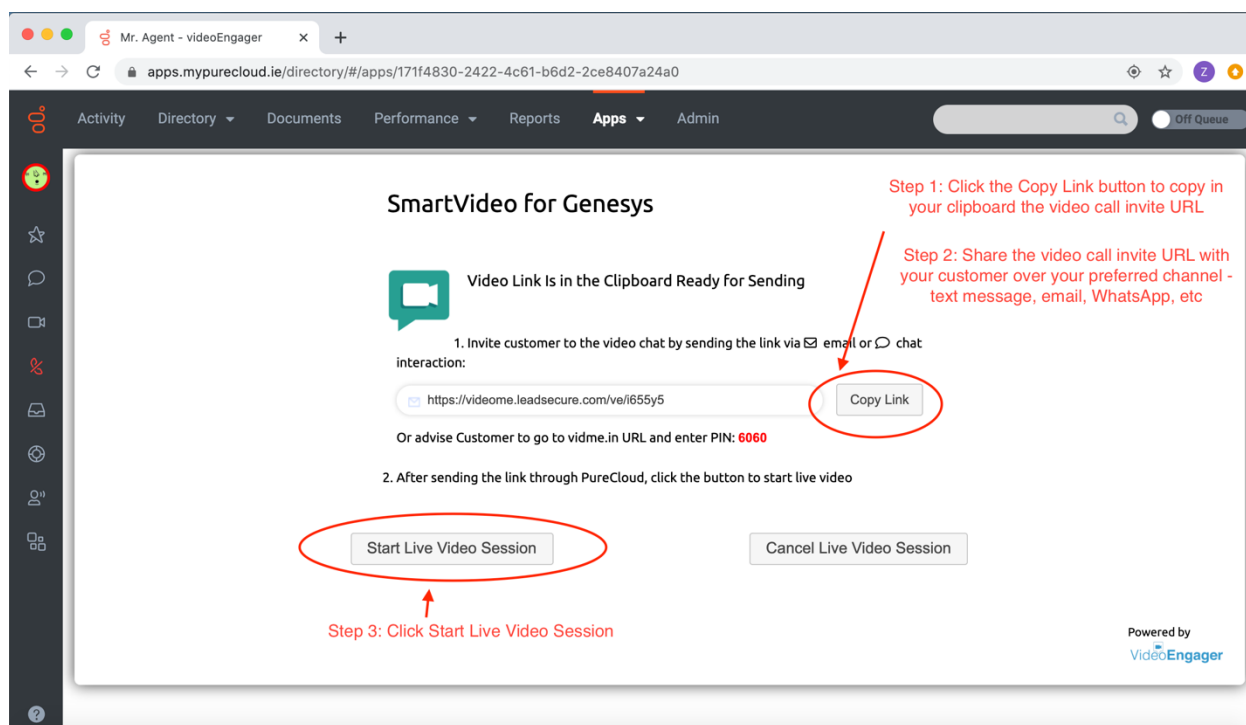 Mr. Agent - videoEngager
apps.mypurecloud.ie/directory/#/apps/171f4830-2422-4c61-b6d2-2ce8407a24a0
Z
Activity Directory Documents Performance Reports Apps Admin
Off Queue
SmartVideo for Genesys
Step 1: Click the Copy Link button to copy in
your clipboard the video call invite URL
Step 2: Share the video call invite URL with
your customer over your preferred channel -
text message, email, WhatsApp, etc
Video Link Is in the Clipboard Ready for Sending
1. Invite customer to the video chat by sending the link via email or chat
interaction:
https://videome.leadsecure.com/ve/i655y5
Copy Link
Or advise Customer to go to vidme.in URL and enter PIN: 6060
2. After sending the link through PureCloud, click the button to start live video
Start Live Video Session
Cancel Live Video Session
Step 3: Click Start Live Video Session
Powered by
VideoEngager